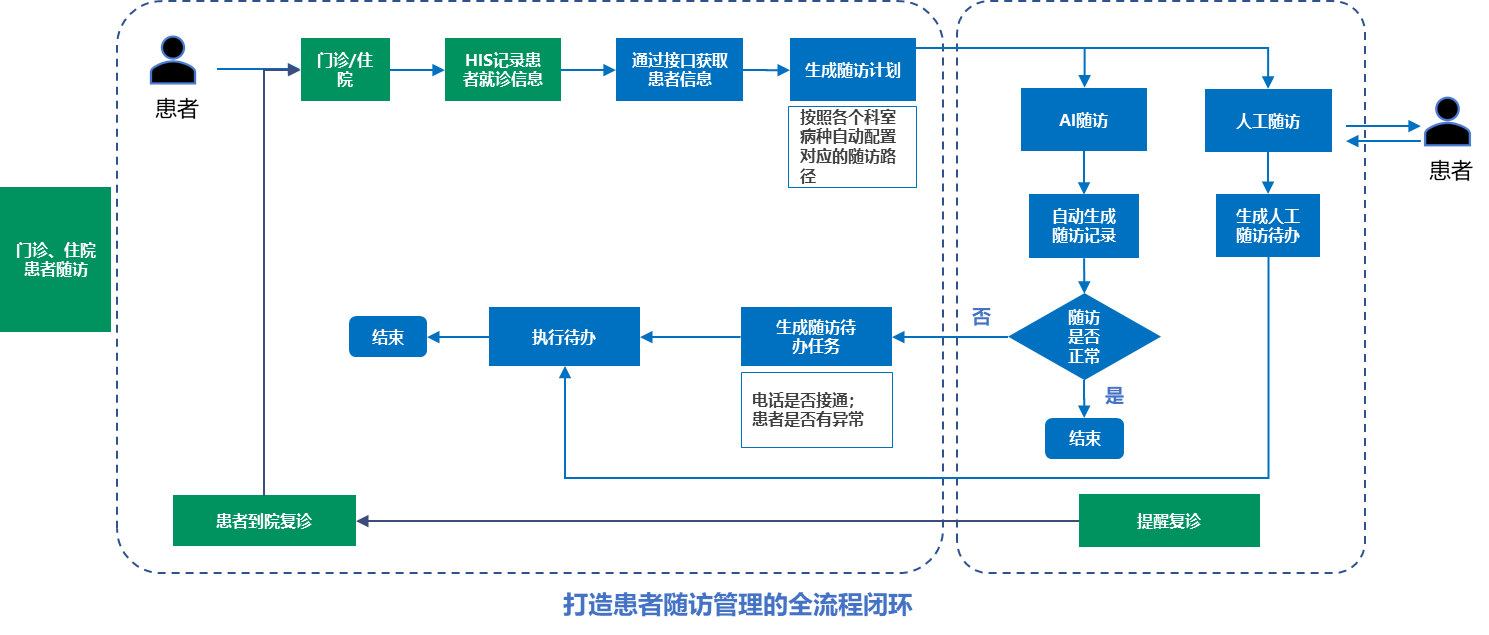 患者
门诊/住
院
HIS记录患
者就诊信息
通过接口获取
患者信息
生成随访计划
按照各个科室
病种自动配置
对应的随访路
径
AI随访
人工随访
患者
自动生成
随访记录
生成人工
随访待办
门诊、住院
患者随访
结束
执行待办
生成随访待
办任务
否
随访
是否
正常
电话是否接通；
患者是否有异常
是
结束
患者到院复诊
提醒复诊
打造患者随访管理的全流程闭环